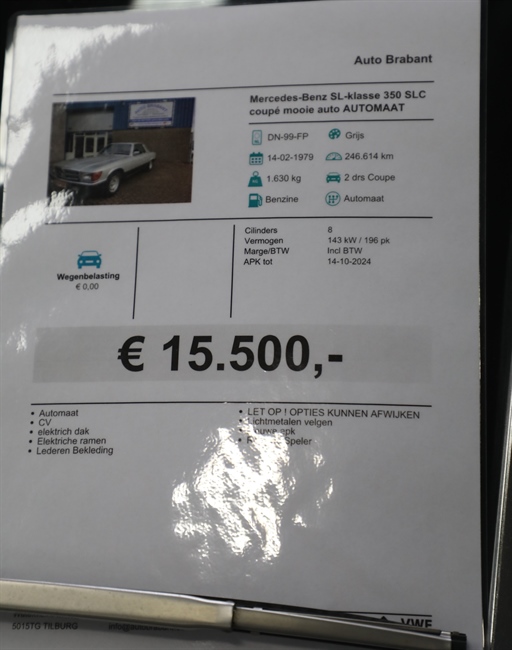 Auto Brabant
Mercedes-Benz SL-klasse 350 SLC
coupé mooie auto AUTOMAAT
DN-99-FP Grijs
14-02-1979 246.614 km
1.630 kg 2 drs Coupe
Benzine Automaat
Wegenbelasting
€ 0,00
Cilinders 8
Vermogen 143 kW / 196 pk
Marge/BTW Incl BTW
APK tot 14-10-2024
€ 15.500,-
• Automaat
• CV
• elektrich dak
• Elektriche ramen
• Lederen Bekleding
• LET OP ! OPTIES KUNNEN AFWIJKEN
• Lichtmetalen velgen
5015TG TILBURG
VWE